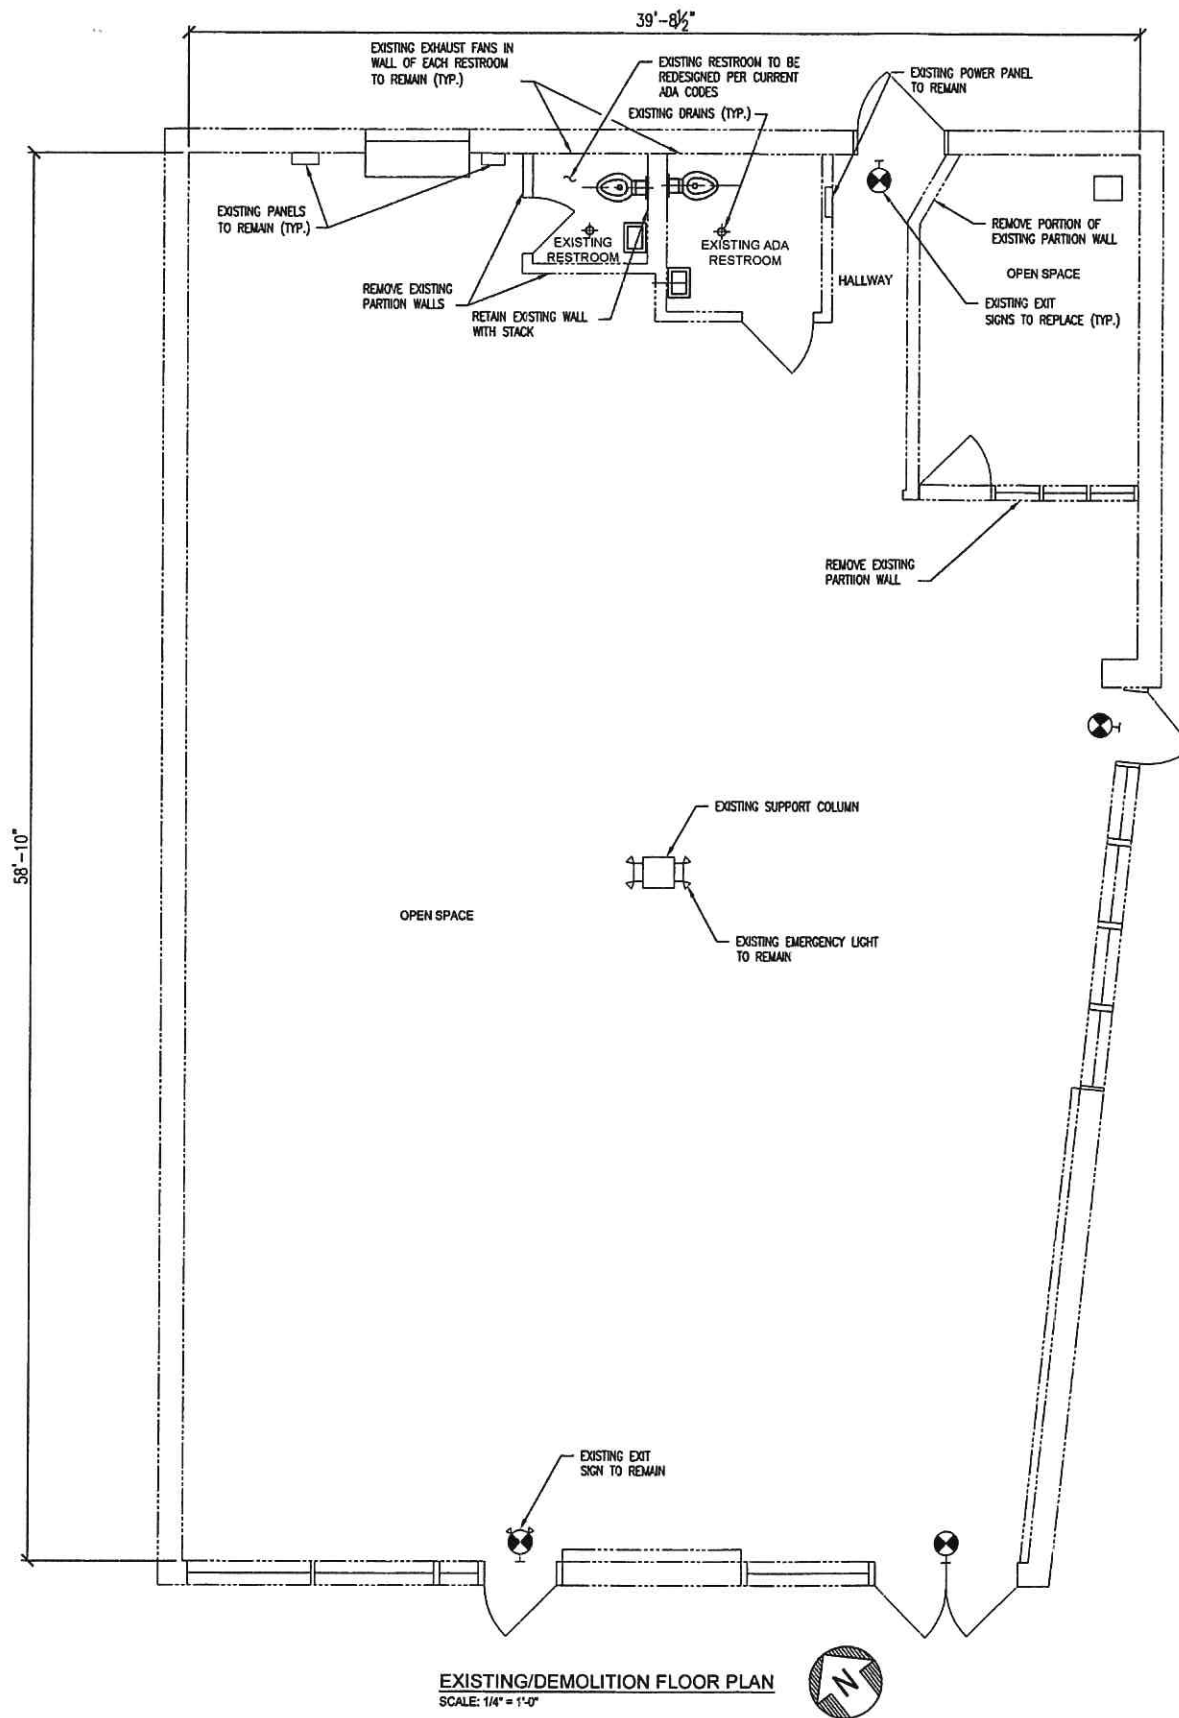 39'-8½"
EXISTING EXHAUST FANS IN
WALL OF EACH RESTROOM
TO REMAIN (TYP.)
EXISTING RESTROOM TO BE
REDESIGNED PER CURRENT
ADA CODES
EXISTING DRAINS (TYP.)
EXISTING POWER PANEL
TO REMAIN
EXISTING PANELS
TO REMAIN (TYP.)
EXISTING
RESTROOM
EXISTING ADA
RESTROOM
REMOVE PORTION OF
EXISTING PARTIION WALL
HALLWAY
OPEN SPACE
REMOVE EXISTING
PARTIION WALLS
RETAIN EXISTING WALL
WITH STACK
EXISTING EXIT
SIGNS TO REPLACE (TYP.)
REMOVE EXISTING
PARTIION WALL
58'-10"
EXISTING SUPPORT COLUMN
OPEN SPACE
EXISTING EMERGENCY LIGHT
TO REMAIN
EXISTING EXIT
SIGN TO REMAIN
EXISTING/DEMOLITION FLOOR PLAN
SCALE: 1/4" = 1'-0"
N